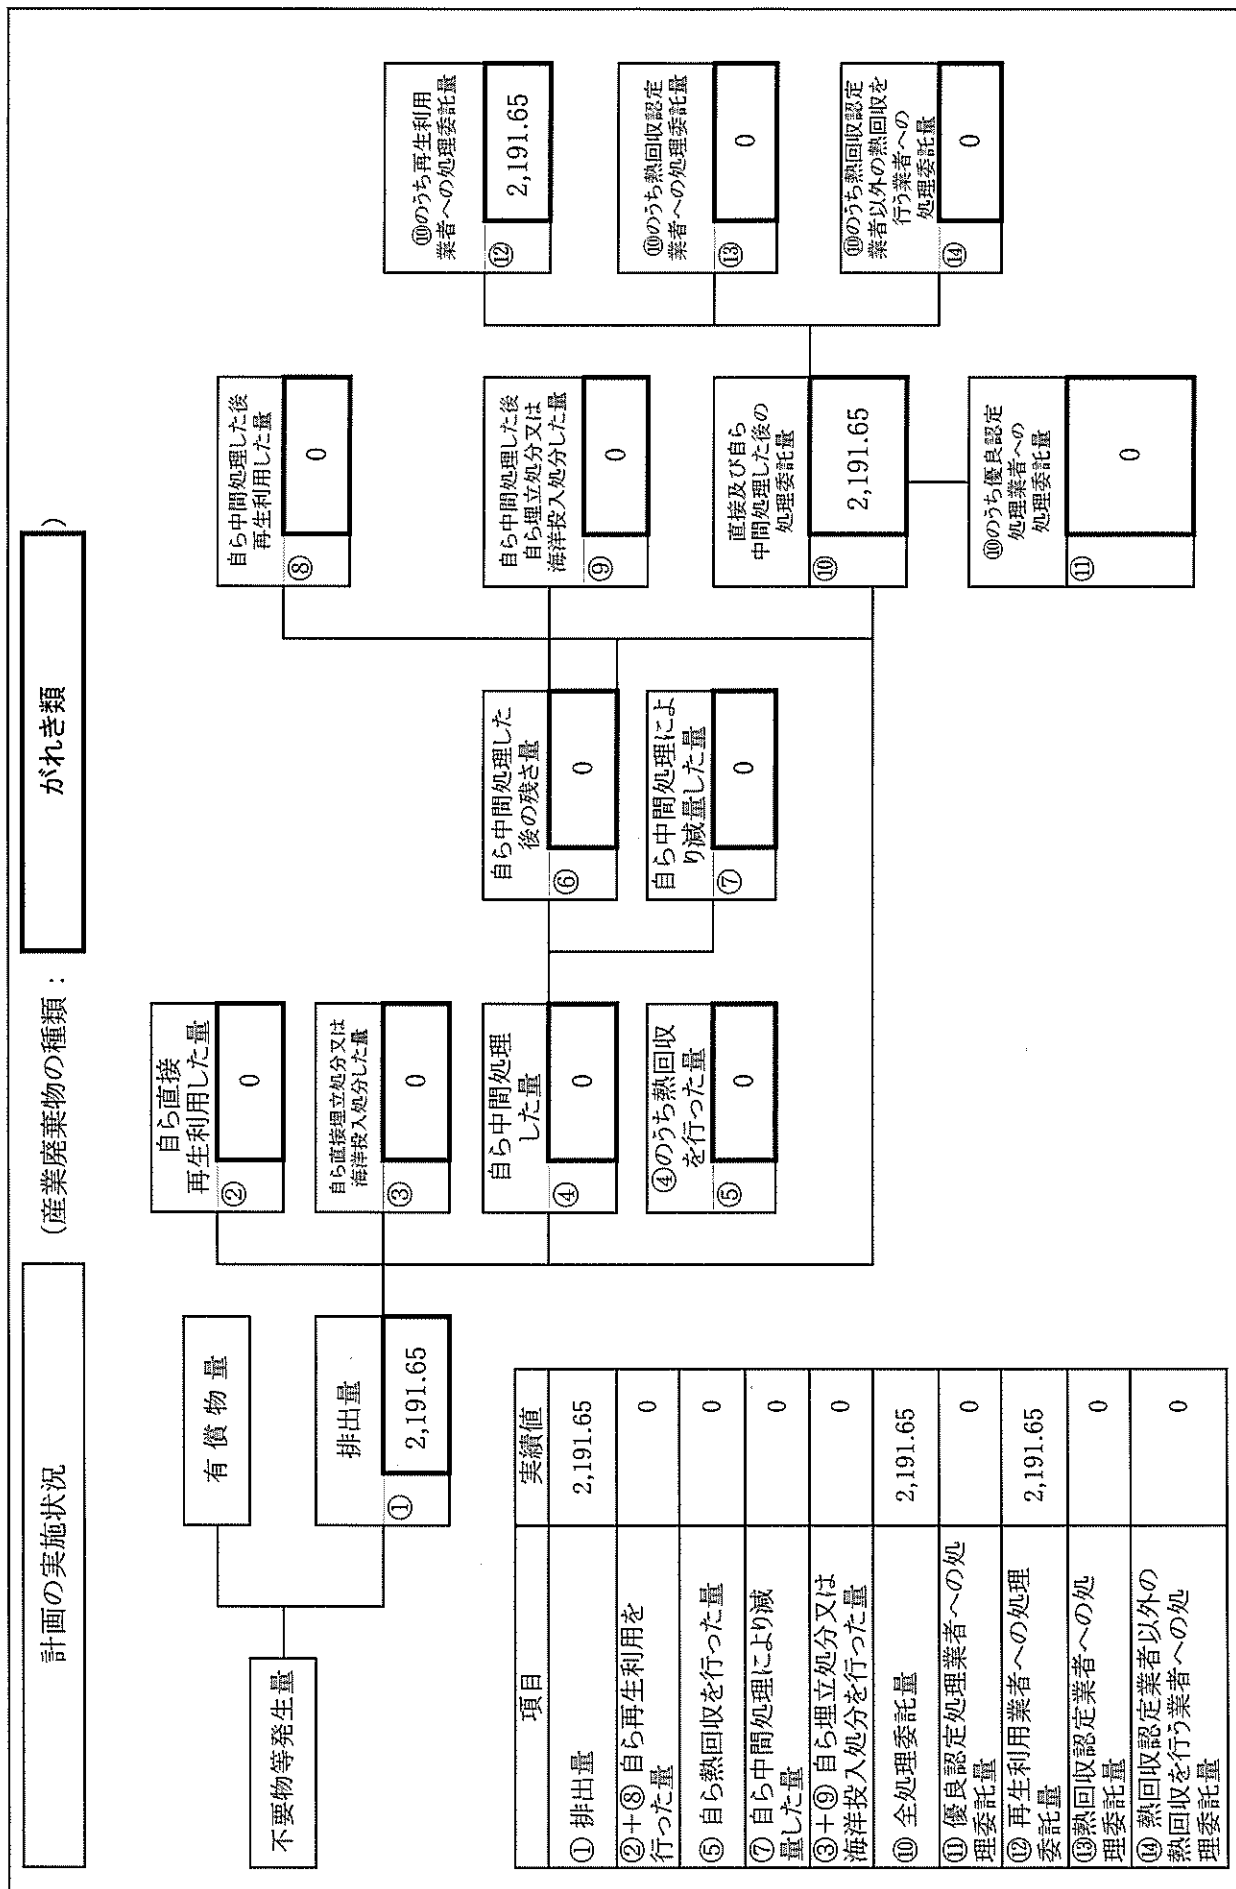 計画の実施状況
(産業廃棄物の種類：
がれき類
)
不要物等発生量
有償物量
排出量
①
2,191.65
自ら直接
再生利用した量
②
0
自ら直接埋立処分又は
海洋投入処分した量
③
0
自ら中間処理
した量
④
0
④のうち熱回収
を行った量
⑤
0
自ら中間処理した
後の残さ量
⑥
0
自ら中間処理によ
り減量した量
⑦
0
自ら中間処理した後
再生利用した量
⑧
0
自ら中間処理した後
自ら埋立処分又は
海洋投入処分した量
⑨
0
直接及び自ら
中間処理した後の
処理委託量
⑩
2,191.65
⑩のうち優良認定
処理業者への
処理委託量
⑪
0
⑩のうち再生利用
業者への処理委託量
⑫
2,191.65
⑩のうち熱回収認定
業者への処理委託量
⑬
0
⑩のうち熱回収認定
業者以外の熱回収を
行う業者への
処理委託量
⑭
0
項目 実績値
① 排出量 2,191.65
②＋⑧ 自ら再生利用を
行った量 0
⑤ 自ら熱回収を行った量 0
⑦ 自ら中間処理により減
量した量 0
③＋⑨ 自ら埋立処分又は
海洋投入処分を行った量 0
⑩ 全処理委託量 2,191.65
⑪ 優良認定処理業者への処
理委託量 0
⑫ 再生利用業者への処理
委託量 2,191.65
⑬熱回収認定業者への処
理委託量 0
⑭ 熱回収認定業者以外の
熱回収を行う業者への処
理委託量 0